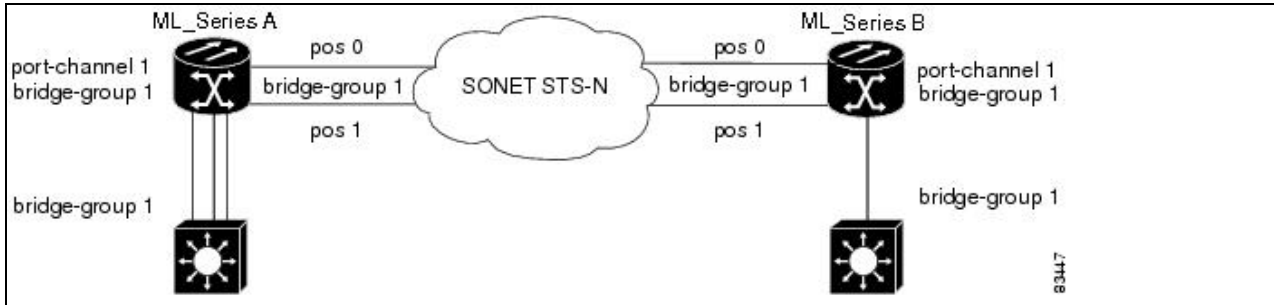 ML_Series A
ML_Series B
pos 0
pos 0
port-channel 1
bridge-group 1
bridge-group 1
SONET STS-N
bridge-group 1
port-channel 1
bridge-group 1
pos 1
pos 1
bridge-group 1
bridge-group 1
83447